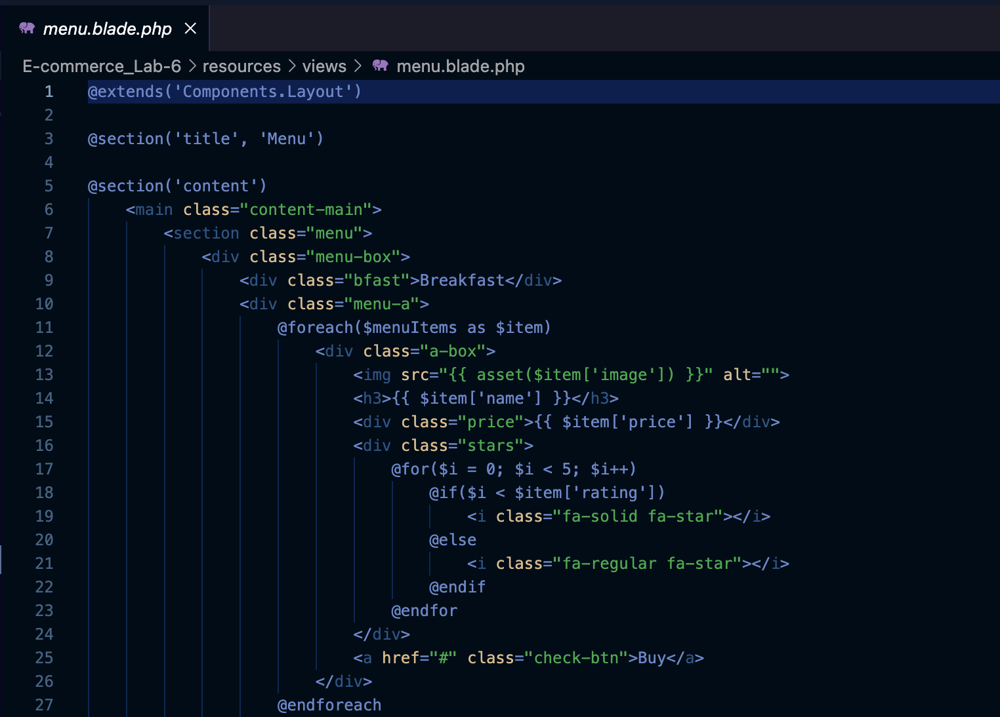 menu.blade.php
E-commerce_Lab-6 > resources > views > menu.blade.php
1 @extends('Components.Layout')
2
3 @section('title', 'Menu')
4
5 @section('content')
6     <main class="content-main">
7         <section class="menu">
8             <div class="menu-box">
9                 <div class="bfast">Breakfast</div>
10                 <div class="menu-a">
11                     @foreach($menuItems as $item)
12                         <div class="a-box">
13                             <img src="{{ asset($item['image']) }}" alt="">
14                             <h3>{{ $item['name'] }}</h3>
15                             <div class="price">{{ $item['price'] }}</div>
16                             <div class="stars">
17                                 @for($i = 0; $i < 5; $i++)
18                                     @if($i < $item['rating'])
19                                         <i class="fa-solid fa-star"></i>
20                                     @else
21                                         <i class="fa-regular fa-star"></i>
22                                     @endif
23                                 @endfor
24                             </div>
25                             <a href="#" class="check-btn">Buy</a>
26                         </div>
27                     @endforeach